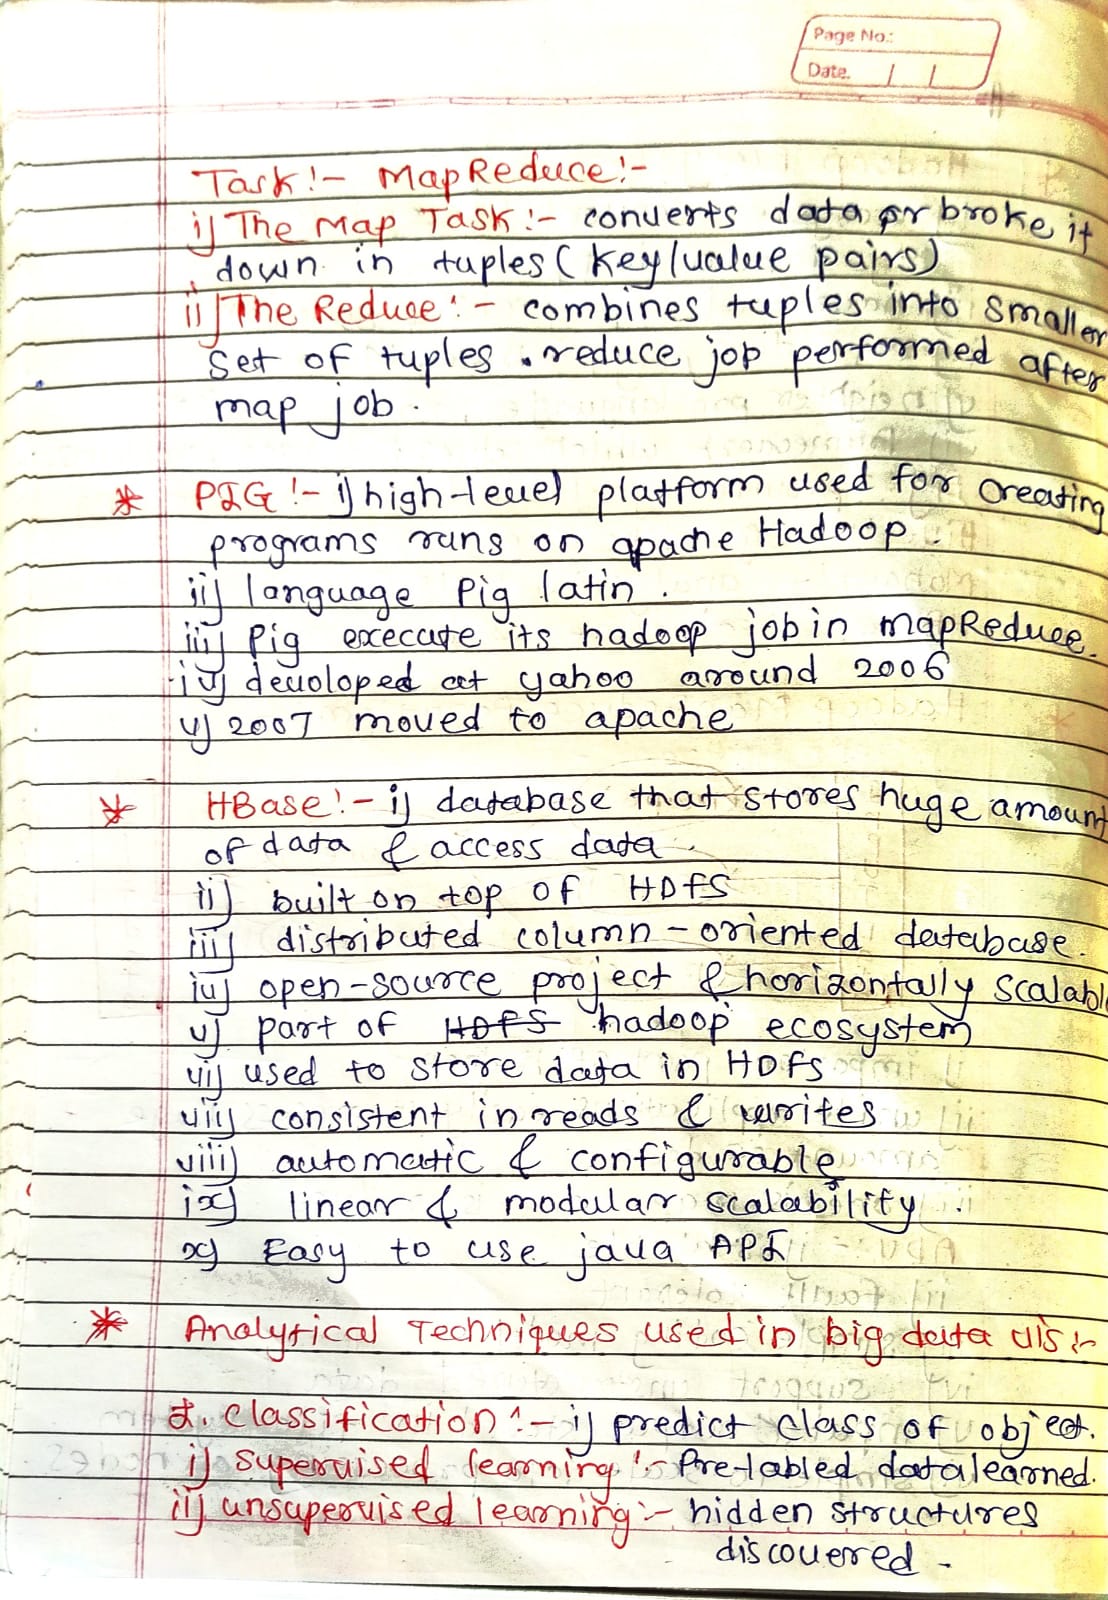 Page No.:
Date. / /
Task :- MapReduce :-
i) The Map Task :- converts data or broke it
down in tuples (key/value pairs)
ii) The Reduce :- combines tuples into smaller
set of tuples . reduce job performed after
map job .
* PIG :- i) high-level platform used for creating
programs runs on apache Hadoop .
ii) language Pig latin .
iii) Pig execute its hadoop job in mapReduce.
iv) devoloped at yahoo around 2006
v) 2007 moved to apache
* HBase :- i) database that stores huge amount
of data & access data .
ii) built on top of HDFS
iii) distributed column-oriented database.
iv) open-source project & horizontally scalabl
v) part of HDFS hadoop ecosystem
vi) used to store data in HDFS
vii) consistent in reads & writes
viii) automatic & configurable
ix) linear & modular scalability .
x) Easy to use java API
* Analytical Techniques used in big data vis :-
1. classification :- i) predict class of object.
i) supervised learning :- Pre-labled data learned.
ii) unsupervised learning :- hidden structures
discovered -